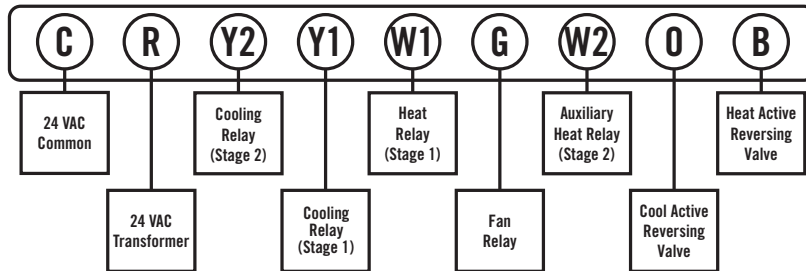 C R Y2 Y1 W1 G W2 O B
24 VAC
Common
Cooling
Relay
(Stage 2)
Heat
Relay
(Stage 1)
Auxiliary
Heat Relay
(Stage 2)
Heat Active
Reversing
Valve
24 VAC
Transformer
Cooling
Relay
(Stage 1)
Fan
Relay
Cool Active
Reversing
Valve